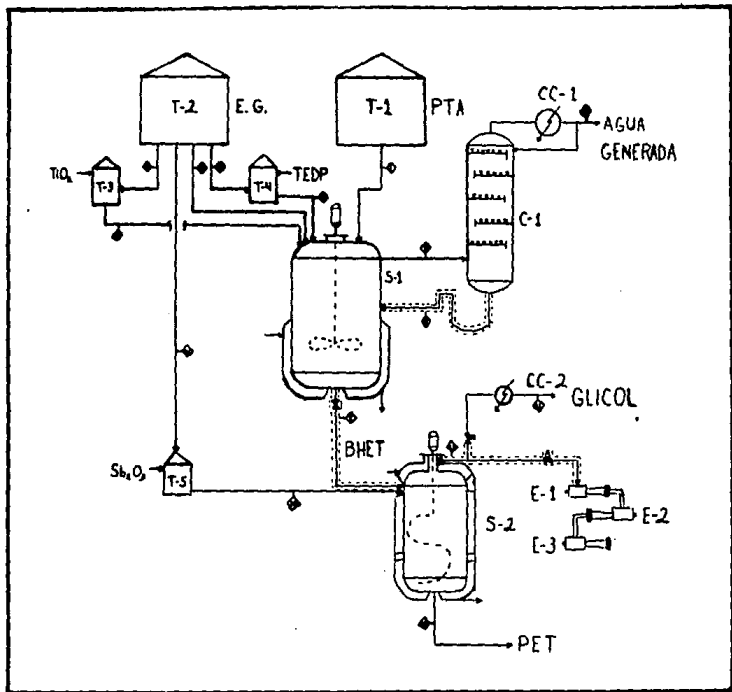 T-2
E.G.
T-1
PTA
CC-1
AGUA
GENERADA
TiO₂
T-3
T-4
TEDP
C-1
S-1
CC-2
GLICOL
BHET
T-5
E-1
E-2
S-2
E-3
PET